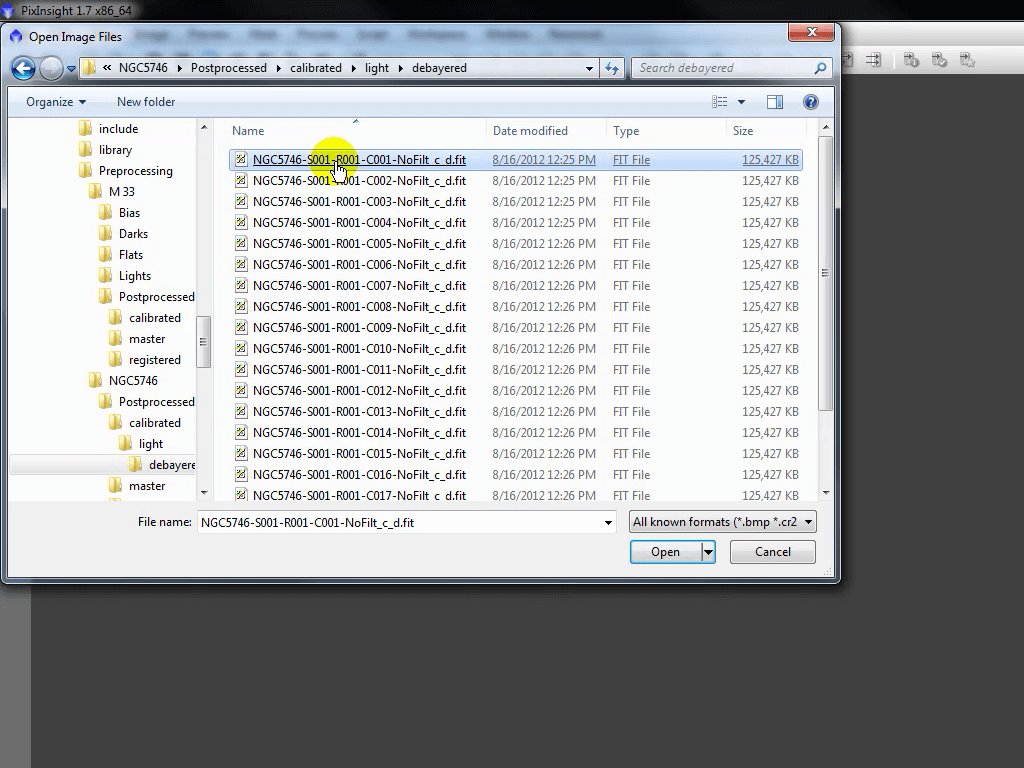 PixInsight 1.7 x86_64
Open Image Files
Image Preview Mask Process Script Workspace Window Resources
« NGC5746 Postprocessed calibrated light debayered
Search debayered
Organize New folder
Name Date modified Type Size
include
library
Preprocessing
M 33
Bias
Darks
Flats
Lights
Postprocessed
calibrated
master
registered
NGC5746
Postprocessed
calibrated
light
debayere
master
NGC5746-S001-R001-C001-NoFilt_c_d.fit 8/16/2012 12:25 PM FIT File 125,427 KB
NGC5746-S001-R001-C002-NoFilt_c_d.fit 8/16/2012 12:25 PM FIT File 125,427 KB
NGC5746-S001-R001-C003-NoFilt_c_d.fit 8/16/2012 12:25 PM FIT File 125,427 KB
NGC5746-S001-R001-C004-NoFilt_c_d.fit 8/16/2012 12:25 PM FIT File 125,427 KB
NGC5746-S001-R001-C005-NoFilt_c_d.fit 8/16/2012 12:26 PM FIT File 125,427 KB
NGC5746-S001-R001-C006-NoFilt_c_d.fit 8/16/2012 12:26 PM FIT File 125,427 KB
NGC5746-S001-R001-C007-NoFilt_c_d.fit 8/16/2012 12:26 PM FIT File 125,427 KB
NGC5746-S001-R001-C008-NoFilt_c_d.fit 8/16/2012 12:26 PM FIT File 125,427 KB
NGC5746-S001-R001-C009-NoFilt_c_d.fit 8/16/2012 12:26 PM FIT File 125,427 KB
NGC5746-S001-R001-C010-NoFilt_c_d.fit 8/16/2012 12:26 PM FIT File 125,427 KB
NGC5746-S001-R001-C011-NoFilt_c_d.fit 8/16/2012 12:26 PM FIT File 125,427 KB
NGC5746-S001-R001-C012-NoFilt_c_d.fit 8/16/2012 12:26 PM FIT File 125,427 KB
NGC5746-S001-R001-C013-NoFilt_c_d.fit 8/16/2012 12:26 PM FIT File 125,427 KB
NGC5746-S001-R001-C014-NoFilt_c_d.fit 8/16/2012 12:26 PM FIT File 125,427 KB
NGC5746-S001-R001-C015-NoFilt_c_d.fit 8/16/2012 12:26 PM FIT File 125,427 KB
NGC5746-S001-R001-C016-NoFilt_c_d.fit 8/16/2012 12:26 PM FIT File 125,427 KB
NGC5746-S001-R001-C017-NoFilt_c_d.fit 8/16/2012 12:26 PM FIT File 125,427 KB
File name: NGC5746-S001-R001-C001-NoFilt_c_d.fit All known formats (*.bmp *.cr2
Open Cancel